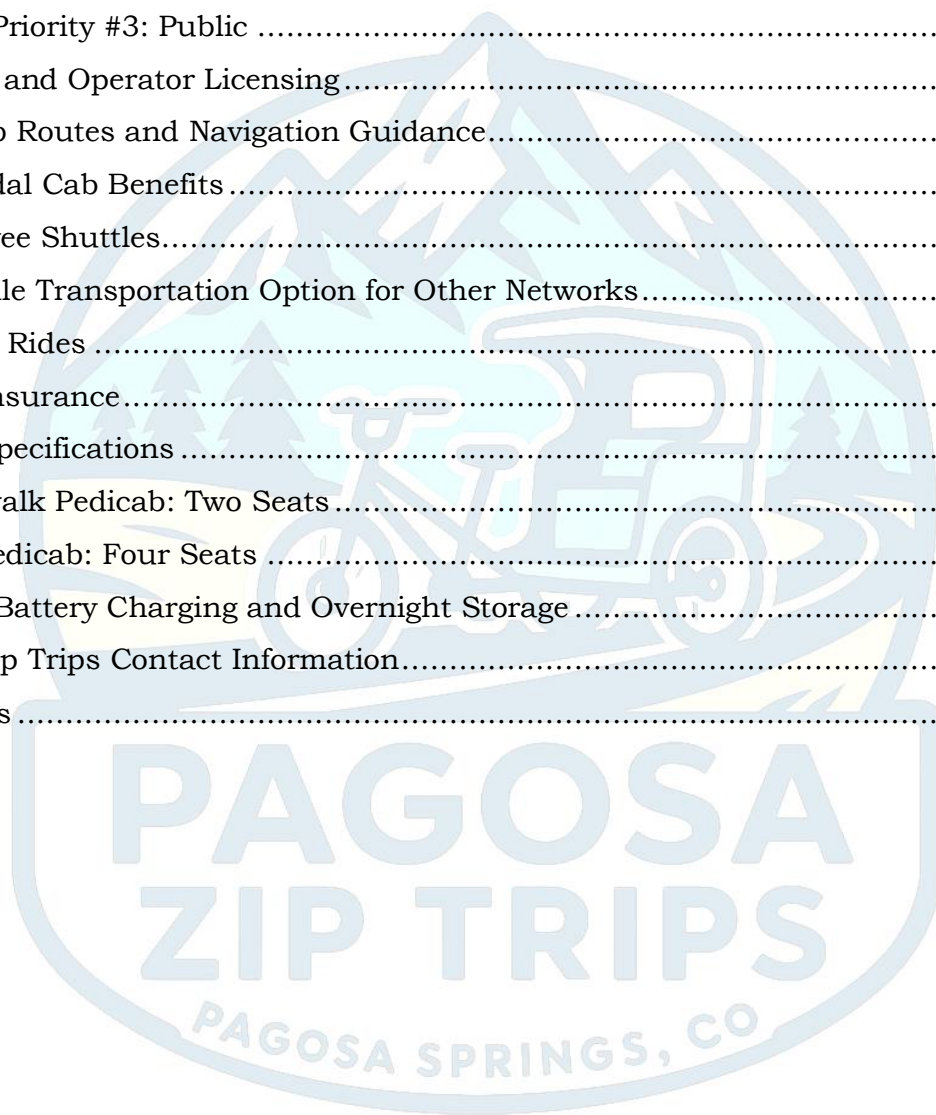 Priority #3: Public ........................................................................
and Operator Licensing ........................................................................
o Routes and Navigation Guidance ........................................................................
dal Cab Benefits ........................................................................
ree Shuttles ........................................................................
le Transportation Option for Other Networks ........................................................................
Rides ........................................................................
nsurance ........................................................................
pecifications ........................................................................
alk Pedicab: Two Seats ........................................................................
edicab: Four Seats ........................................................................
Battery Charging and Overnight Storage ........................................................................
p Trips Contact Information ........................................................................
s ........................................................................
PAGOSA
ZIP TRIPS
PAGOSA SPRINGS, CO